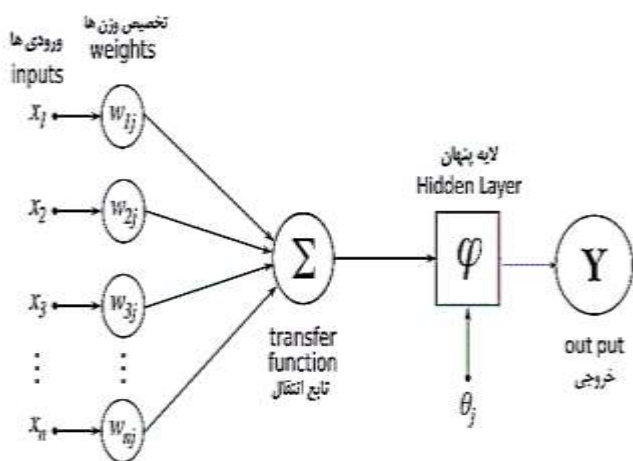 ورودی ها
inputs
تخصیص وزن ها
weights
x₁
w₁ⱼ
x₂
w₂ⱼ
x₃
w₃ⱼ
⋮ ⋮
xₙ
wₙⱼ
Σ
transfer
function
تابع انتقال
لایه پنهان
Hidden Layer
φ
θⱼ
Y
out put
خروجی